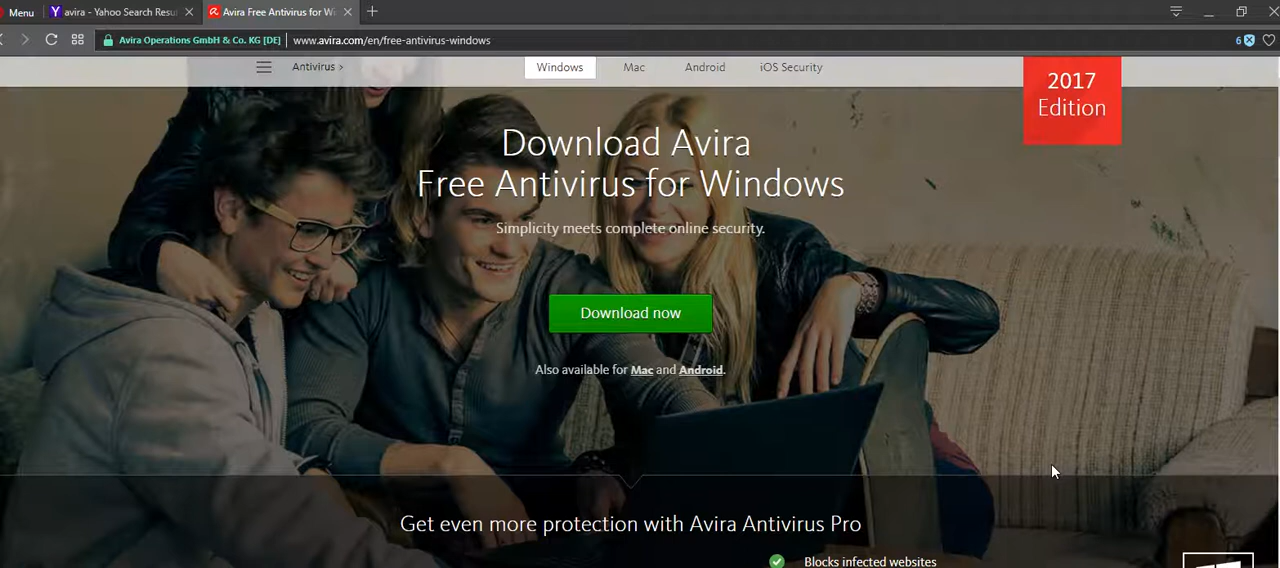 Menu
avira - Yahoo Search Resu
Avira Free Antivirus for Wi
Avira Operations GmbH & Co. KG [DE]
www.avira.com/en/free-antivirus-windows
6
Antivirus >
Windows
Mac
Android
iOS Security
2017
Edition
Download Avira
Free Antivirus for Windows
Simplicity meets complete online security.
Download now
Also available for Mac and Android.
Get even more protection with Avira Antivirus Pro
Blocks infected websites